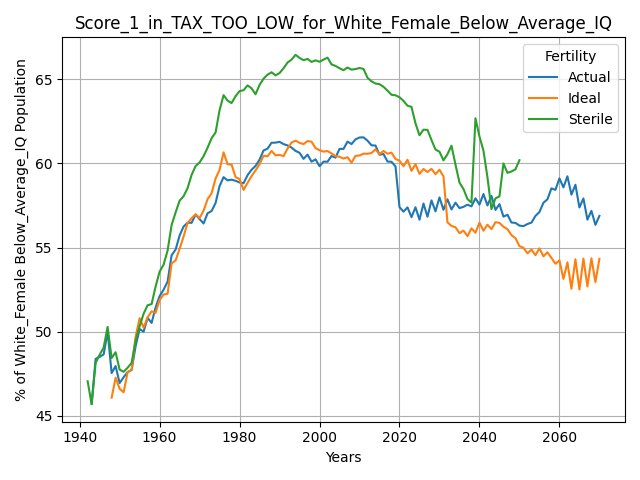 Score_1_in_TAX_TOO_LOW_for_White_Female_Below_Average_IQ
% of White_Female Below_Average_IQ Population
65
60
55
50
45
Fertility
Actual
Ideal
Sterile
1940
1960
1980
2000
2020
2040
2060
Years